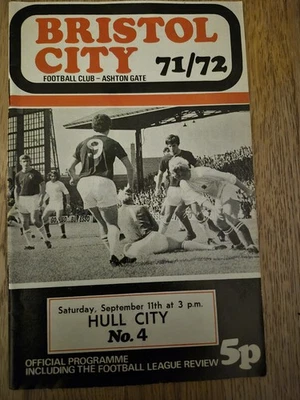 BRISTOL
CITY
71/72
FOOTBALL CLUB - ASHTON GATE
9
Saturday, September 11th at 3 p.m.
HULL CITY
No. 4
OFFICIAL PROGRAMME
INCLUDING THE FOOTBALL LEAGUE REVIEW
5p